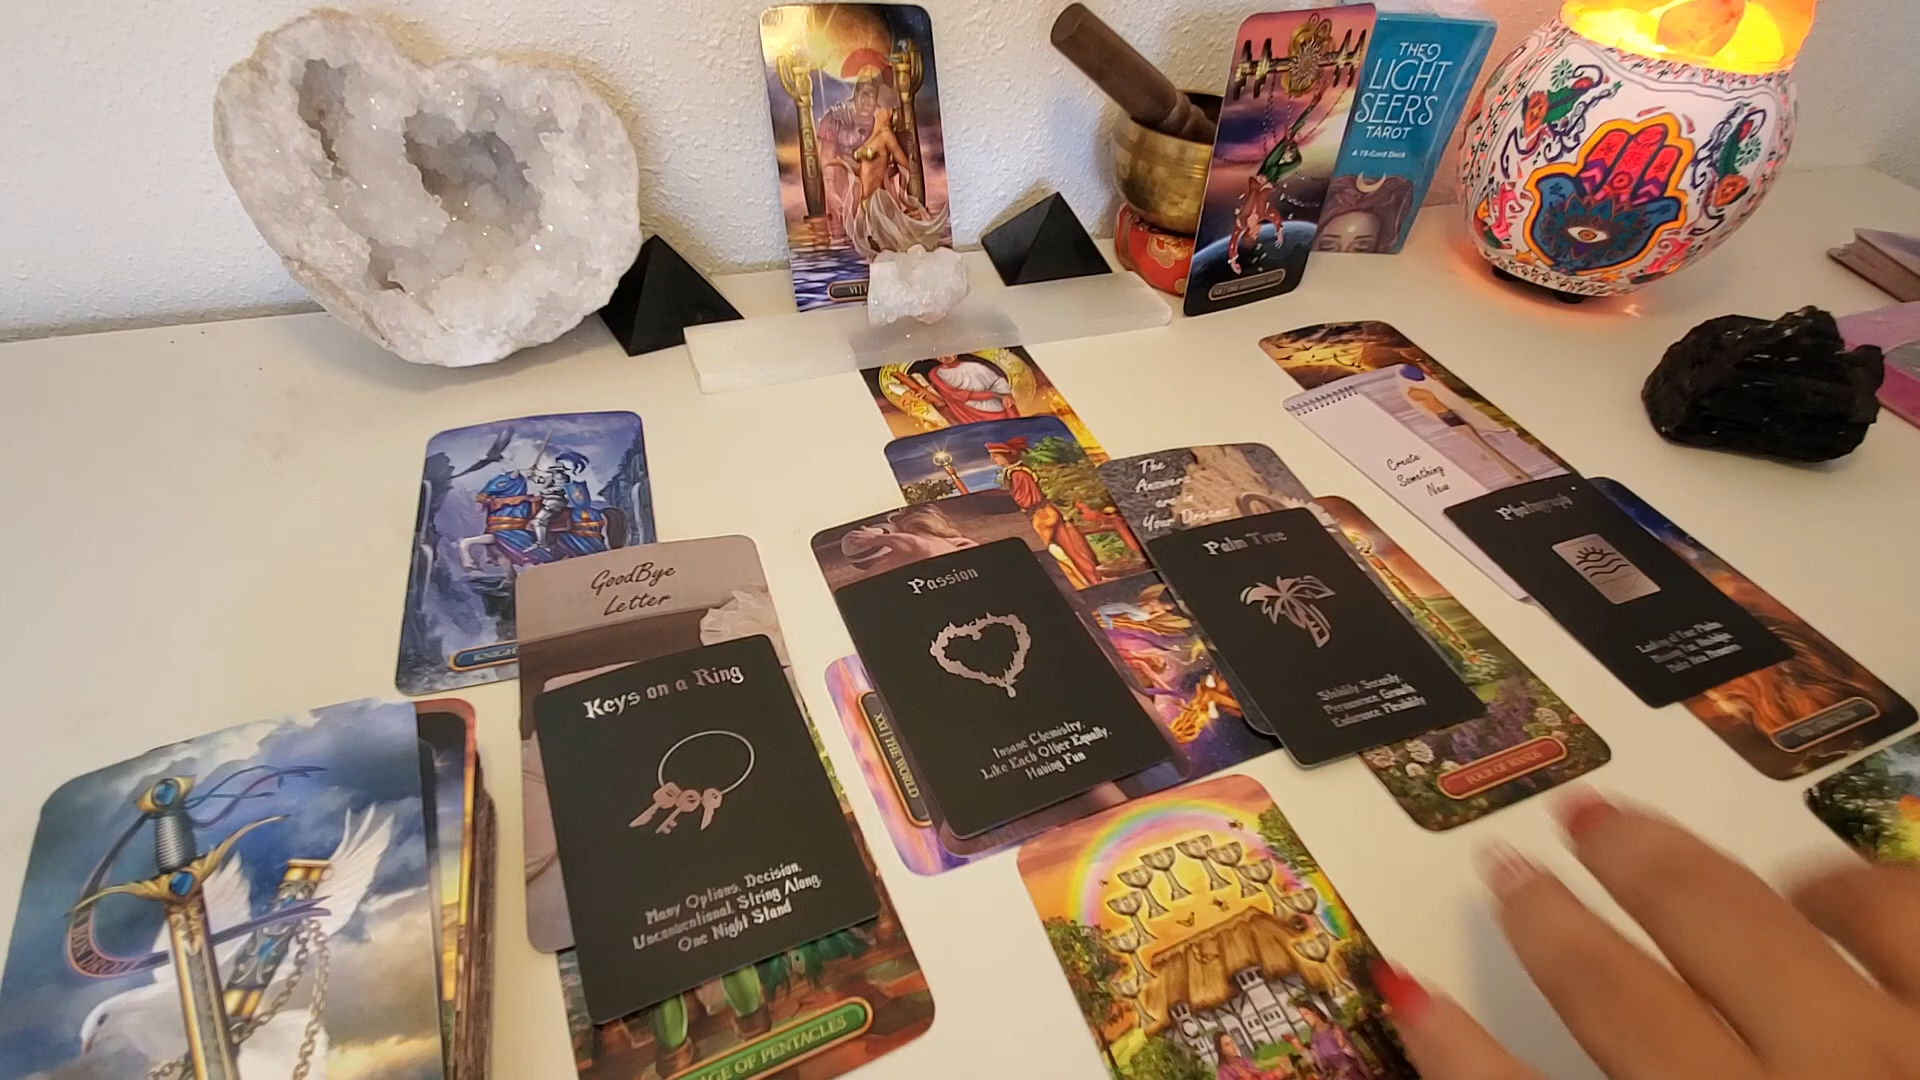 THE
LIGHT
SEER'S
TAROT
A 78-Card Deck
Create
Something
New
The
Answers
are in
Your Dreams
GoodBye
Letter
KNIGHT
Keys on a Ring
Many Options, Decision,
Unconventional, String Along,
One Night Stand
Passion
Insane Chemistry,
Like Each Other Equally,
Having Fun
Palm Tree
Stability, Security,
Permanence, Growth,
Endurance, Flexibility
Photograph
XXI | THE WORLD
FOUR OF WANDS
GE OF PENTACLES